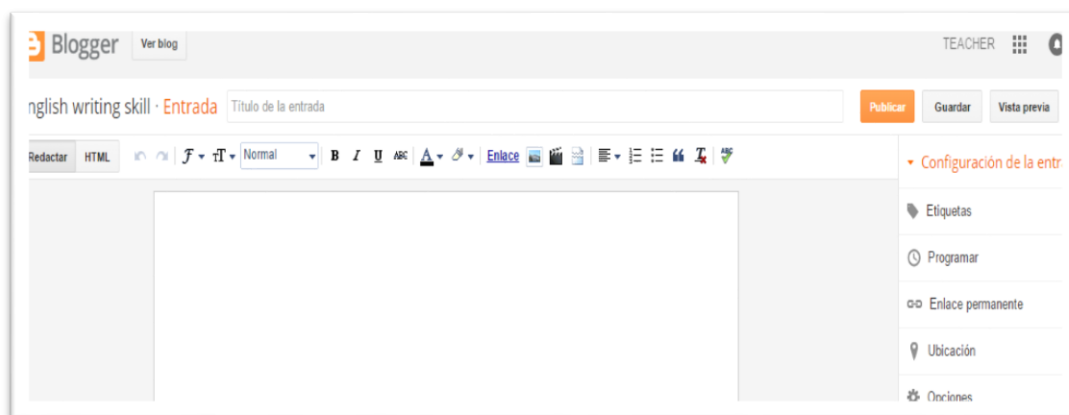 Blogger Ver blog TEACHER
nglish writing skill · Entrada Título de la entrada Publicar Guardar Vista previa
Redactar HTML Normal B I U ABC A Enlace
Configuración de la entr
Etiquetas
Programar
Enlace permanente
Ubicación
Opciones